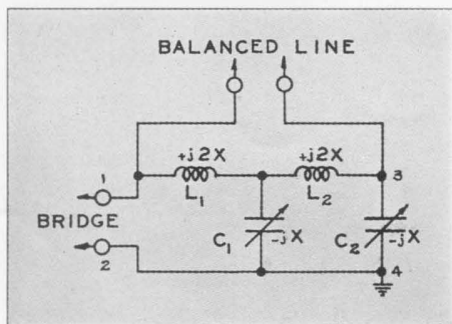 BALANCED LINE
+j2X +j2X
1 L₁ L₂ 3
BRIDGE
C₁ -jX C₂ -jX
2 4